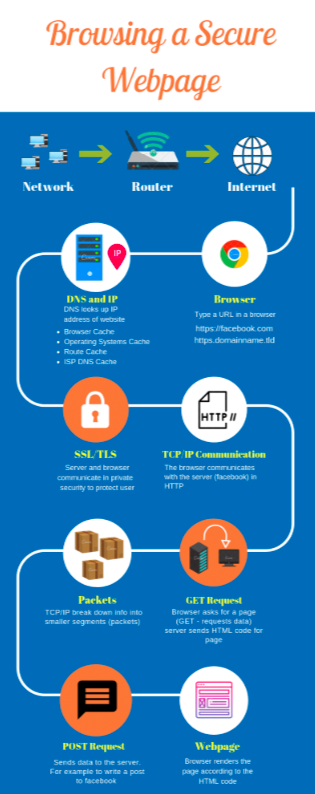 Browsing a Secure
Webpage
Network
Router
Internet
IP
DNS and IP
DNS looks up IP
address of website
• Browser Cache
• Operating Systems Cache
• Route Cache
• ISP DNS Cache
Browser
Type a URL in a browser
https://facebook.com
https.domainname.tld
SSL/TLS
Server and browser
communicate in private
security to protect user
HTTP //
TCP/IP Communication
The browser communicates
with the server (facebook) in
HTTP
Packets
TCP/IP break down info into
smaller segments (packets)
GET Request
Browser asks for a page
(GET - requests data)
server sends HTML code for
page
POST Request
Sends data to the server.
For example to write a post
to facebook
Webpage
Browser renders the
page according to the
HTML code